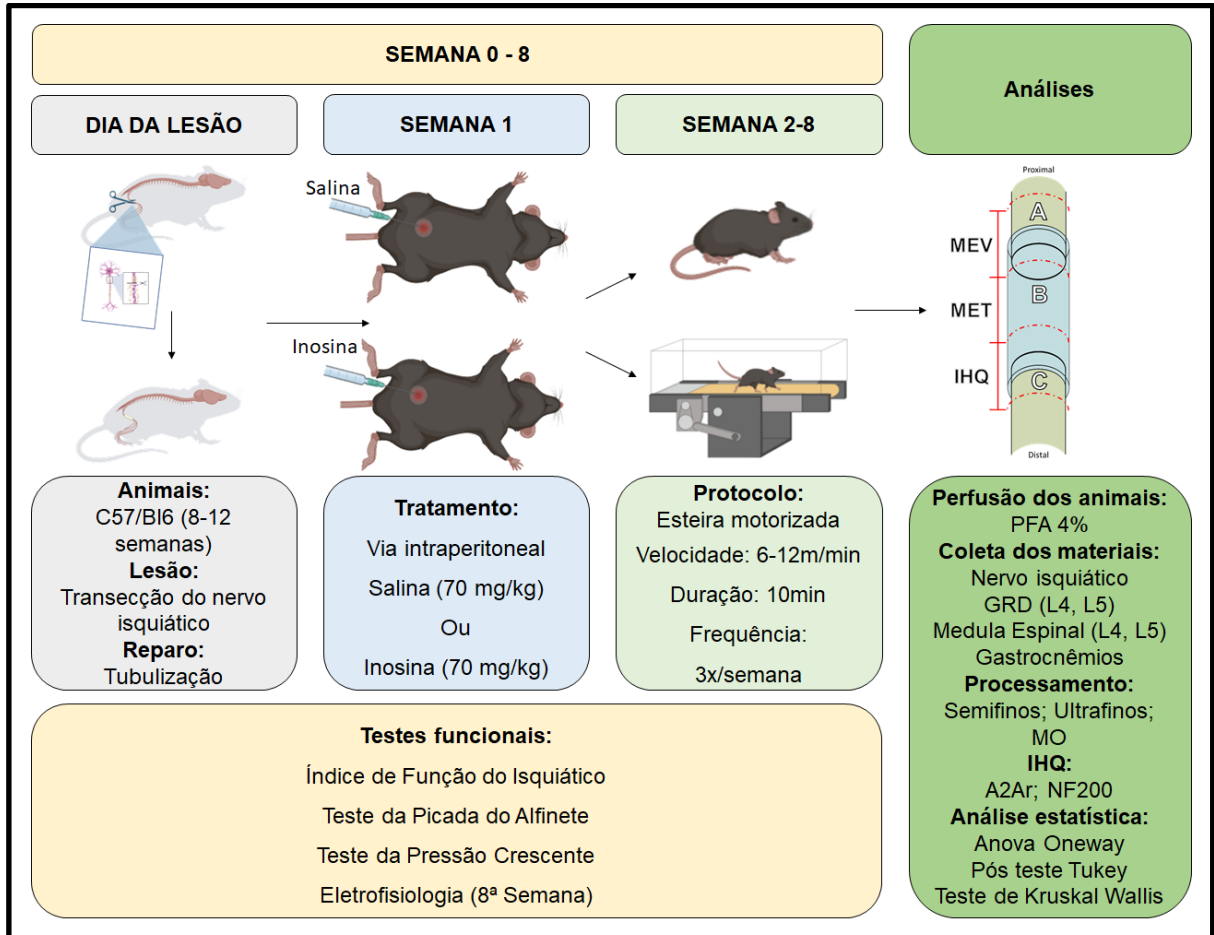 SEMANA 0 - 8
Análises
DIA DA LESÃO
SEMANA 1
SEMANA 2-8
Salina
Inosina
Proximal
A
MEV
B
MET
IHQ
C
Distal
Animais:
C57/Bl6 (8-12
semanas)
Lesão:
Transecção do nervo
isquiático
Reparo:
Tubulização
Tratamento:
Via intraperitoneal
Salina (70 mg/kg)
Ou
Inosina (70 mg/kg)
Protocolo:
Esteira motorizada
Velocidade: 6-12m/min
Duração: 10min
Frequência:
3x/semana
Perfusão dos animais:
PFA 4%
Coleta dos materiais:
Nervo isquiático
GRD (L4, L5)
Medula Espinal (L4, L5)
Gastrocnêmios
Processamento:
Semifinos; Ultrafinos;
MO
IHQ:
A2Ar; NF200
Análise estatística:
Anova Oneway
Pós teste Tukey
Teste de Kruskal Wallis
Testes funcionais:
Índice de Função do Isquiático
Teste da Picada do Alfinete
Teste da Pressão Crescente
Eletrofisiologia (8ª Semana)